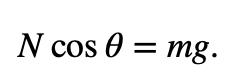 N cos θ = mg.